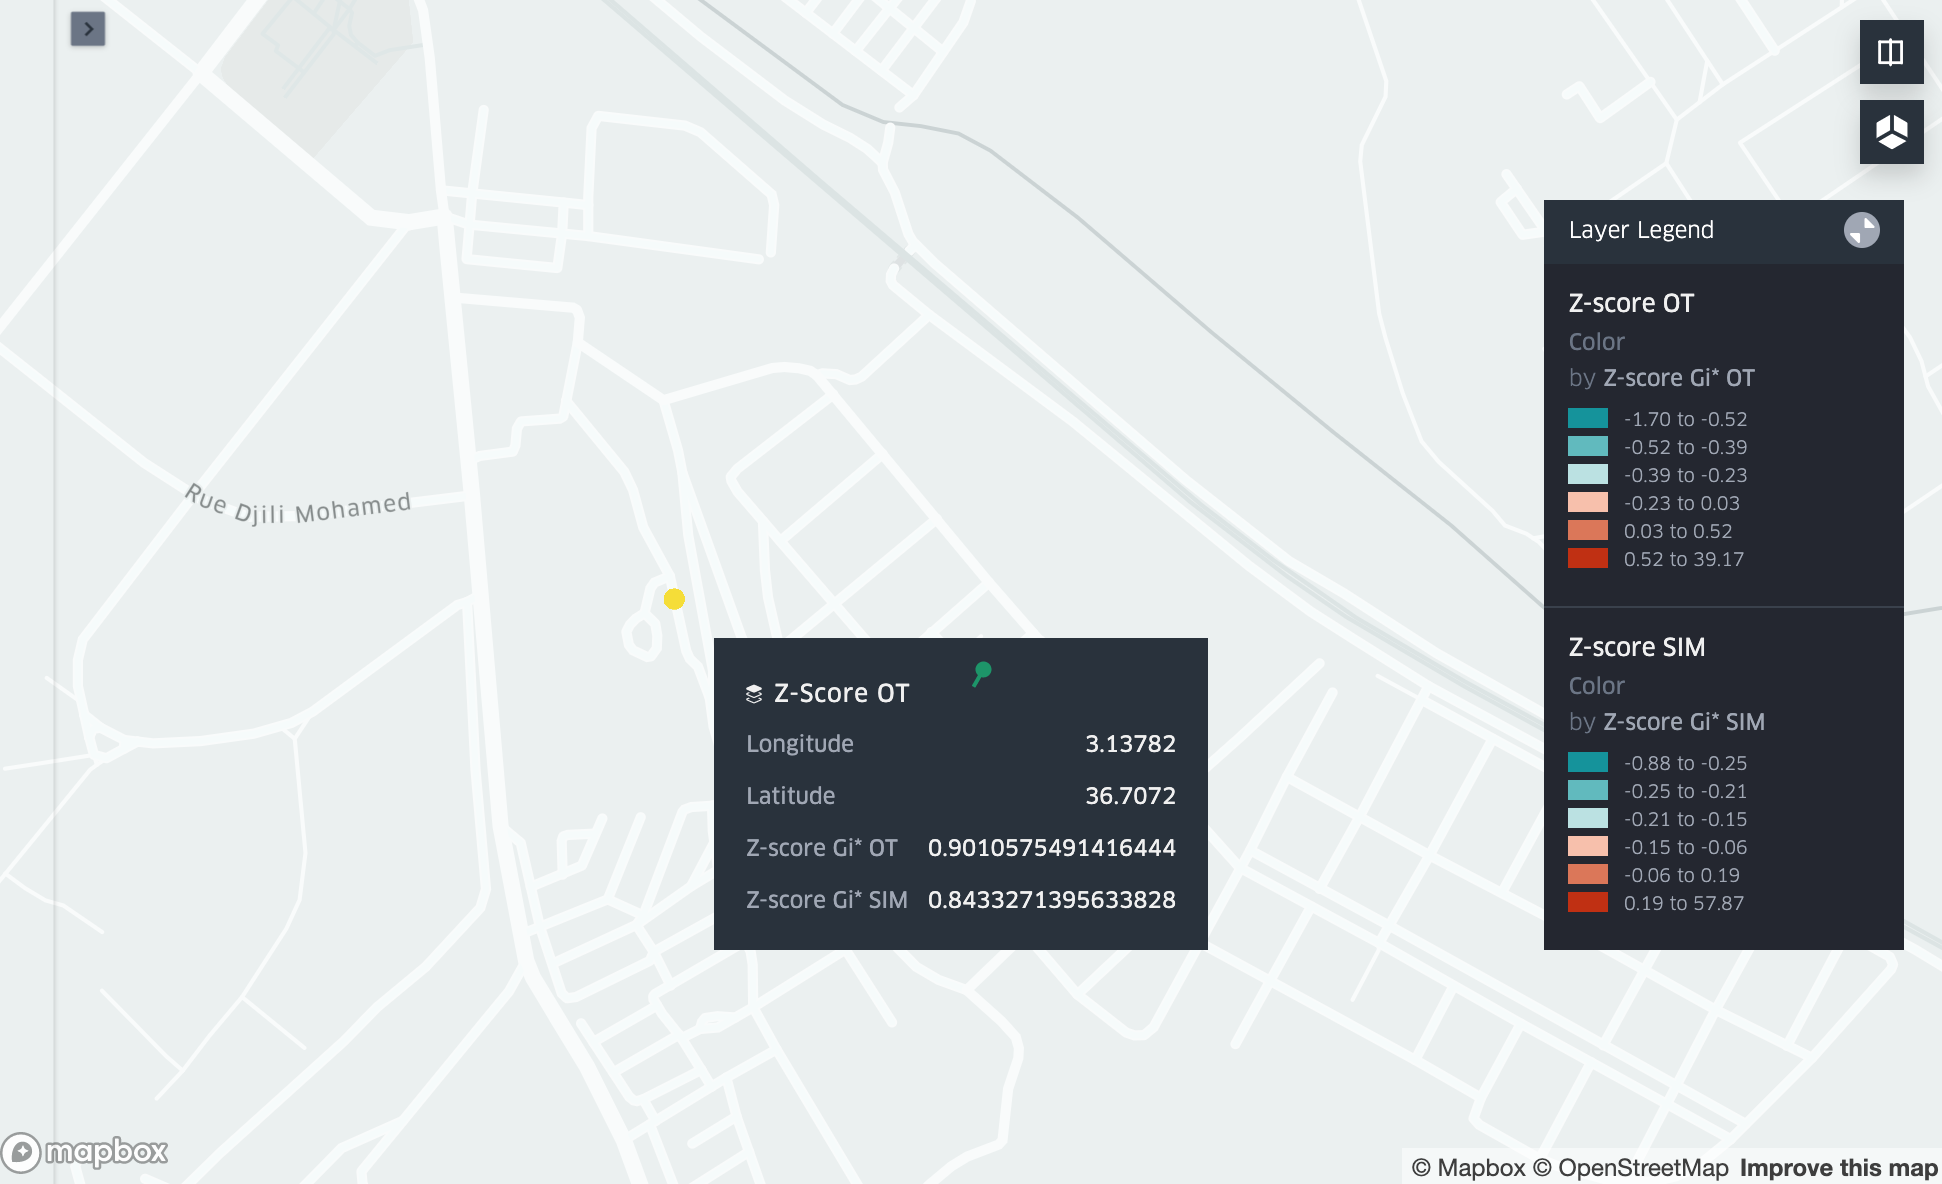 Layer Legend
Z-score OT
Color
by Z-score Gi* OT
-1.70 to -0.52
-0.52 to -0.39
-0.39 to -0.23
-0.23 to 0.03
0.03 to 0.52
0.52 to 39.17
Z-score SIM
Color
by Z-score Gi* SIM
-0.88 to -0.25
-0.25 to -0.21
-0.21 to -0.15
-0.15 to -0.06
-0.06 to 0.19
0.19 to 57.87
Rue Djili Mohamed
Z-Score OT
Longitude 3.13782
Latitude 36.7072
Z-score Gi* OT 0.9010575491416444
Z-score Gi* SIM 0.8433271395633828
mapbox
© Mapbox © OpenStreetMap Improve this map